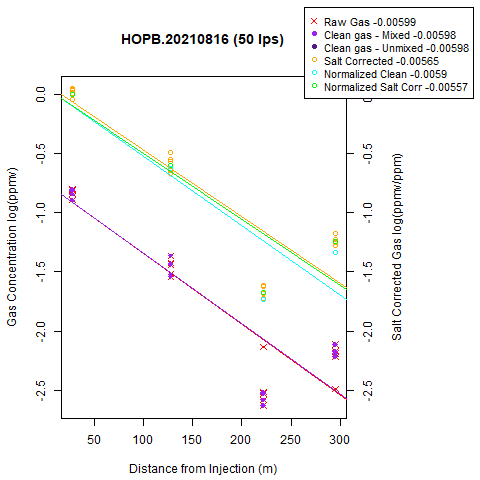 HOPB.20210816 (50 lps)
Raw Gas -0.00599
Clean gas - Mixed -0.00598
Clean gas - Unmixed -0.00598
Salt Corrected -0.00565
Normalized Clean -0.0059
Normalized Salt Corr -0.00557
Gas Concentration log(ppmv)
0.0
-0.5
-1.0
-1.5
-2.0
-2.5
50
100
150
200
250
300
Distance from Injection (m)
0.0
-0.5
-1.0
-1.5
-2.0
-2.5
Salt Corrected Gas log(ppmv/ppm)